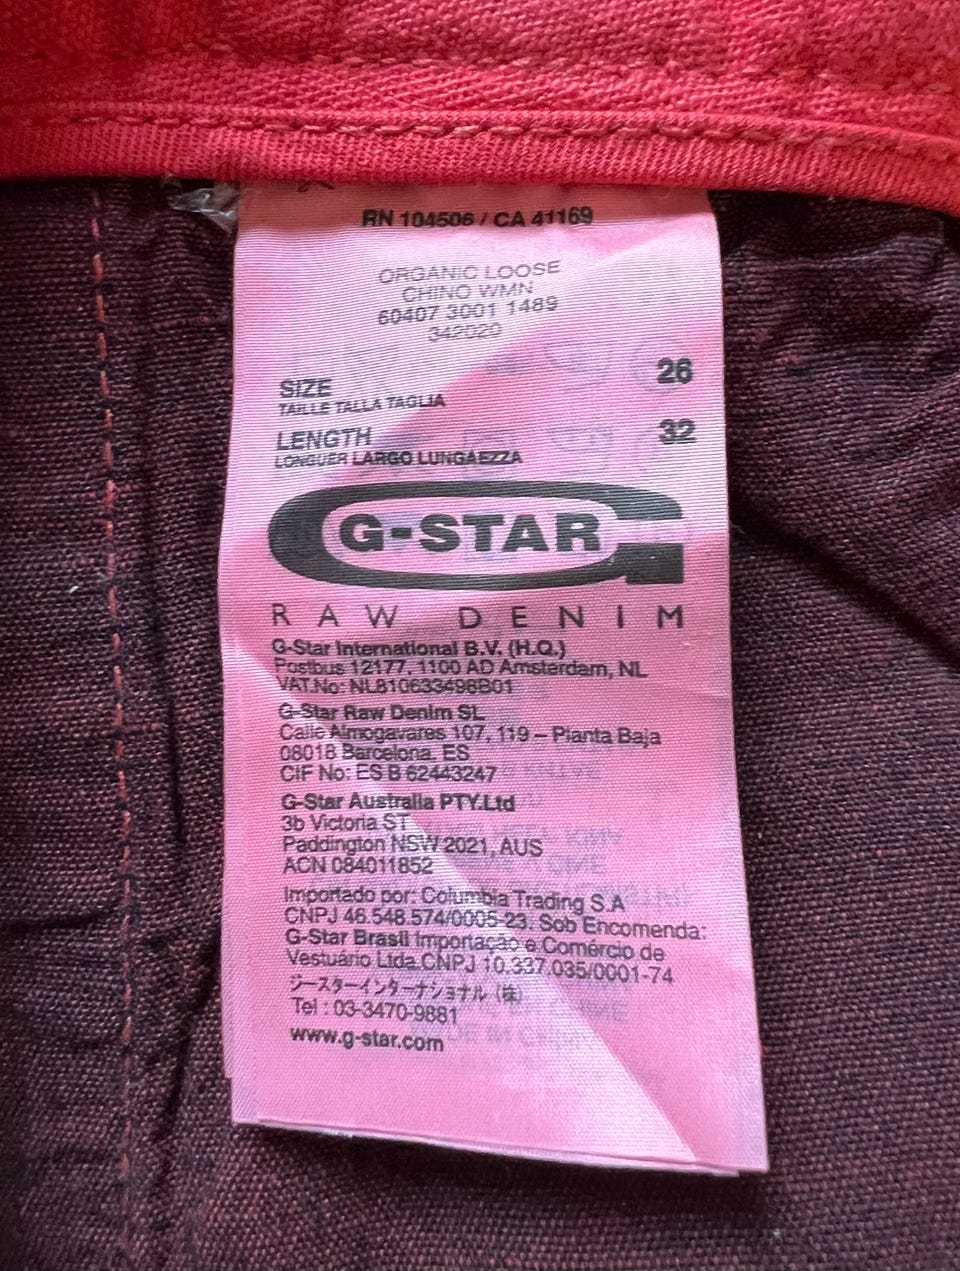 RN 104506 / CA 41169
ORGANIC LOOSE
CHINO WMN
60407 3001 1489
342020
SIZE 26
TAILLE TALLA TAGLIA
LENGTH 32
LONGUER LARGO LUNGAEZZA
G-STAR
RAW DENIM
G-Star International B.V. (H.Q.)
Postbus 12177, 1100 AD Amsterdam, NL
VAT.No: NL810633498B01
G-Star Raw Denim SL
Calle Almogavares 107, 119 – Planta Baja
08018 Barcelona. ES
CIF No: ES B 62443247
G-Star Australia PTY.Ltd
3b Victoria ST
Paddington NSW 2021, AUS
ACN 084011852
Importado por: Columbia Trading S.A
CNPJ 46.548.574/0005-23. Sob Encomenda:
G-Star Brasil Importação e Comércio de
Vestuário Ltda.CNPJ 10.337.035/0001-74
ジースターインターナショナル（株）
Tel : 03-3470-9881
www.g-star.com